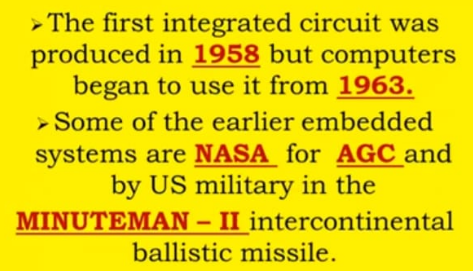 ➢The first integrated circuit was
produced in 1958 but computers
began to use it from 1963.
➢Some of the earlier embedded
systems are NASA for AGC and
by US military in the
MINUTEMAN – II intercontinental
ballistic missile.